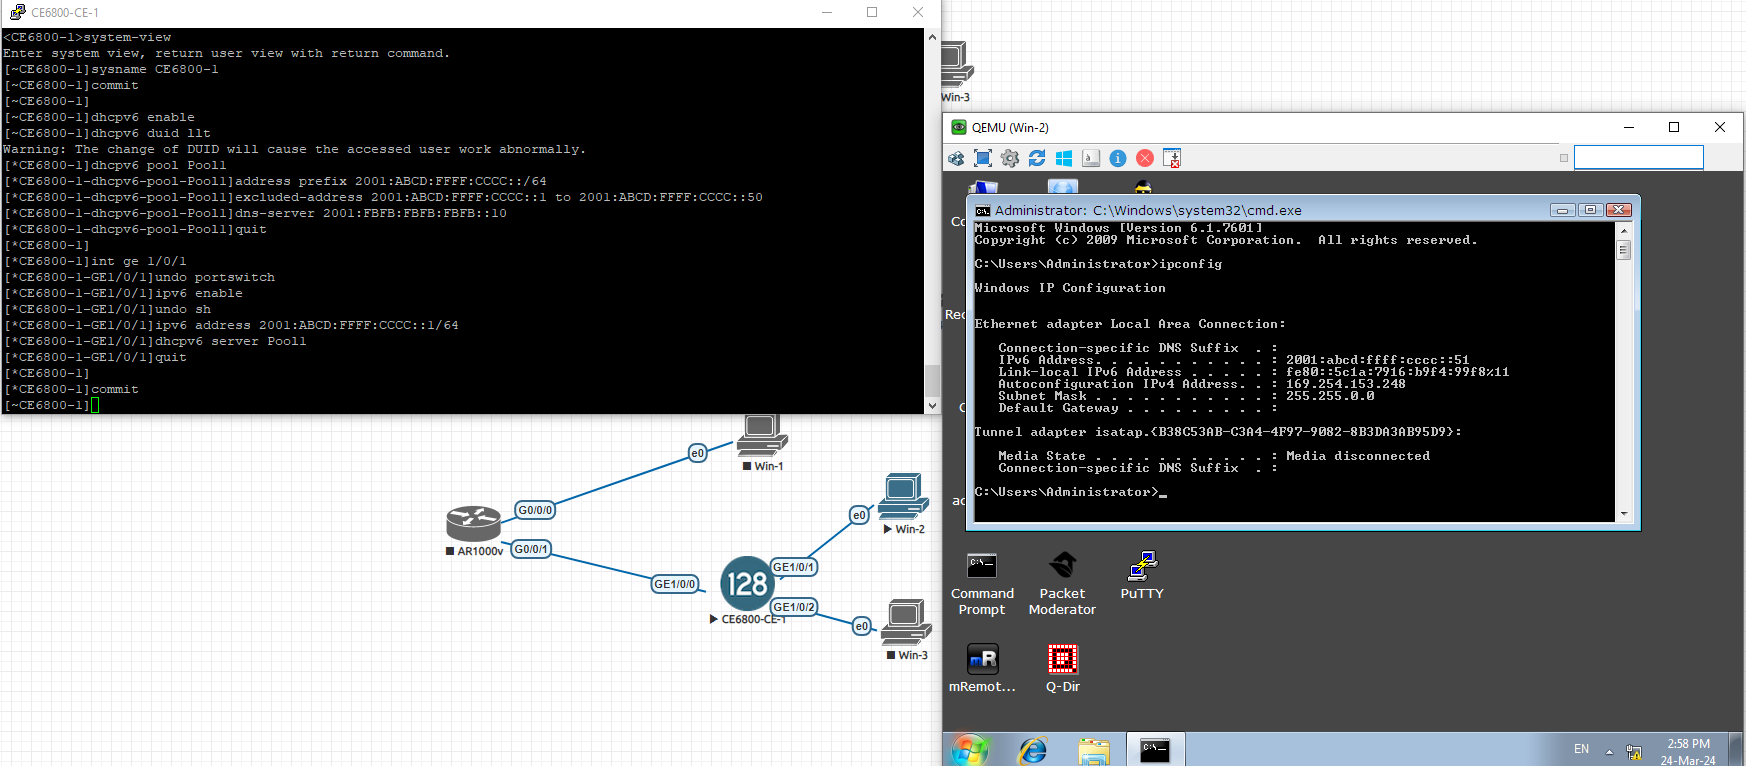 CE6800-CE-1
<CE6800-1>system-view
Enter system view, return user view with return command.
[~CE6800-1]sysname CE6800-1
[~CE6800-1]commit
[~CE6800-1]
[~CE6800-1]dhcpv6 enable
[~CE6800-1]dhcpv6 duid llt
Warning: The change of DUID will cause the accessed user work abnormally.
[*CE6800-1]dhcpv6 pool Pool1
[*CE6800-1-dhcpv6-pool-Pool1]address prefix 2001:ABCD:FFFF:CCCC::/64
[*CE6800-1-dhcpv6-pool-Pool1]excluded-address 2001:ABCD:FFFF:CCCC::1 to 2001:ABCD:FFFF:CCCC::50
[*CE6800-1-dhcpv6-pool-Pool1]dns-server 2001:FBFB:FBFB:FBFB::10
[*CE6800-1-dhcpv6-pool-Pool1]quit
[*CE6800-1]
[*CE6800-1]int ge 1/0/1
[*CE6800-1-GE1/0/1]undo portswitch
[*CE6800-1-GE1/0/1]ipv6 enable
[*CE6800-1-GE1/0/1]undo sh
[*CE6800-1-GE1/0/1]ipv6 address 2001:ABCD:FFFF:CCCC::1/64
[*CE6800-1-GE1/0/1]dhcpv6 server Pool1
[*CE6800-1-GE1/0/1]quit
[*CE6800-1]
[*CE6800-1]commit
[~CE6800-1]
Win-3
QEMU (Win-2)
Administrator: C:\Windows\system32\cmd.exe
Microsoft Windows [Version 6.1.7601]
Copyright (c) 2009 Microsoft Corporation.  All rights reserved.
C:\Users\Administrator>ipconfig
Windows IP Configuration
Ethernet adapter Local Area Connection:
Connection-specific DNS Suffix  . :
IPv6 Address. . . . . . . . . . . : 2001:abcd:ffff:cccc::51
Link-local IPv6 Address . . . . . : fe80::5c1a:7916:b9f4:99f8%11
Autoconfiguration IPv4 Address. . : 169.254.153.248
Subnet Mask . . . . . . . . . . . : 255.255.0.0
Default Gateway . . . . . . . . . :
Tunnel adapter isatap.{B38C53AB-C3A4-4F97-9082-8B3DA3AB95D9}:
Media State . . . . . . . . . . . : Media disconnected
Connection-specific DNS Suffix  . :
C:\Users\Administrator>_
Command Prompt
Packet Moderator
PuTTY
mRemot...
Q-Dir
EN
2:58 PM
24-Mar-24
e0
Win-1
G0/0/0
AR1000v
G0/0/1
e0
Win-2
GE1/0/0
128
GE1/0/1
GE1/0/2
CE6800-CE-1
e0
Win-3